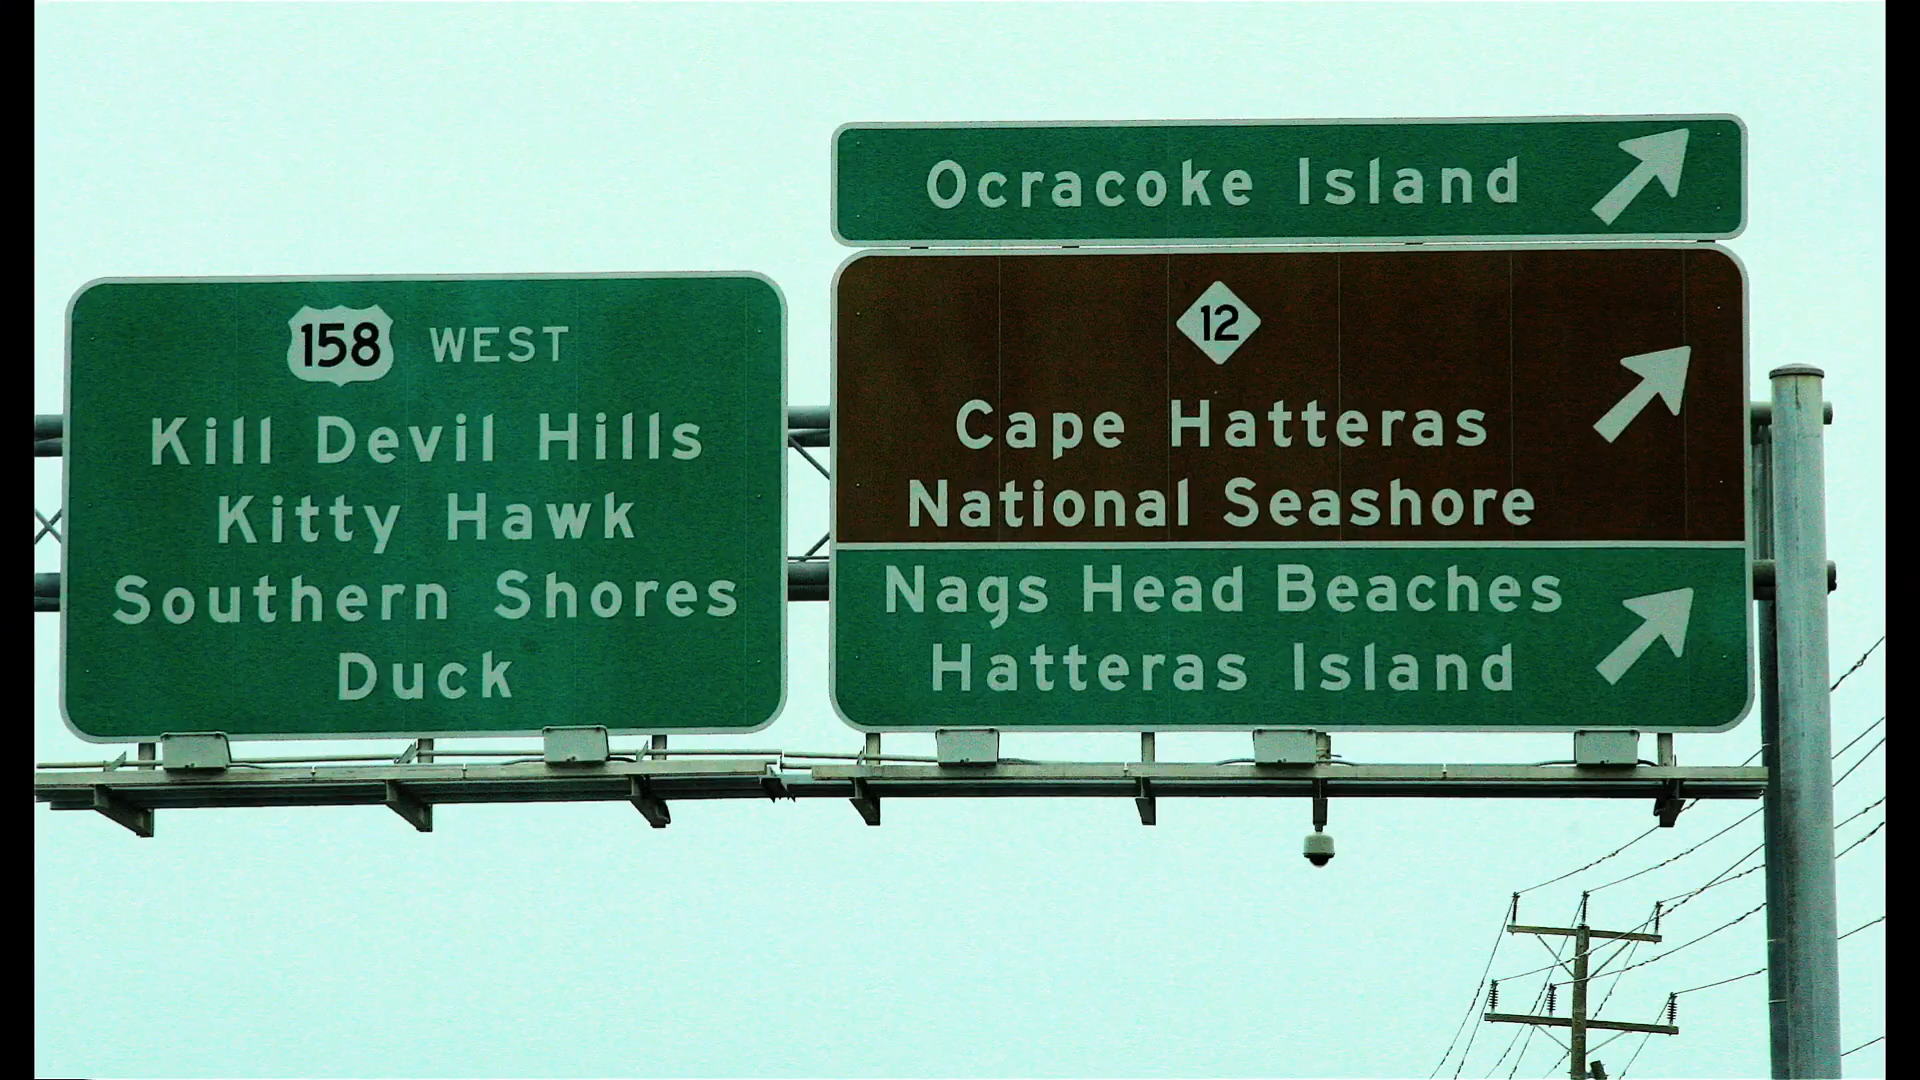 158 WEST
Kill Devil Hills
Kitty Hawk
Southern Shores
Duck
Ocracoke Island
12
Cape Hatteras
National Seashore
Nags Head Beaches
Hatteras Island